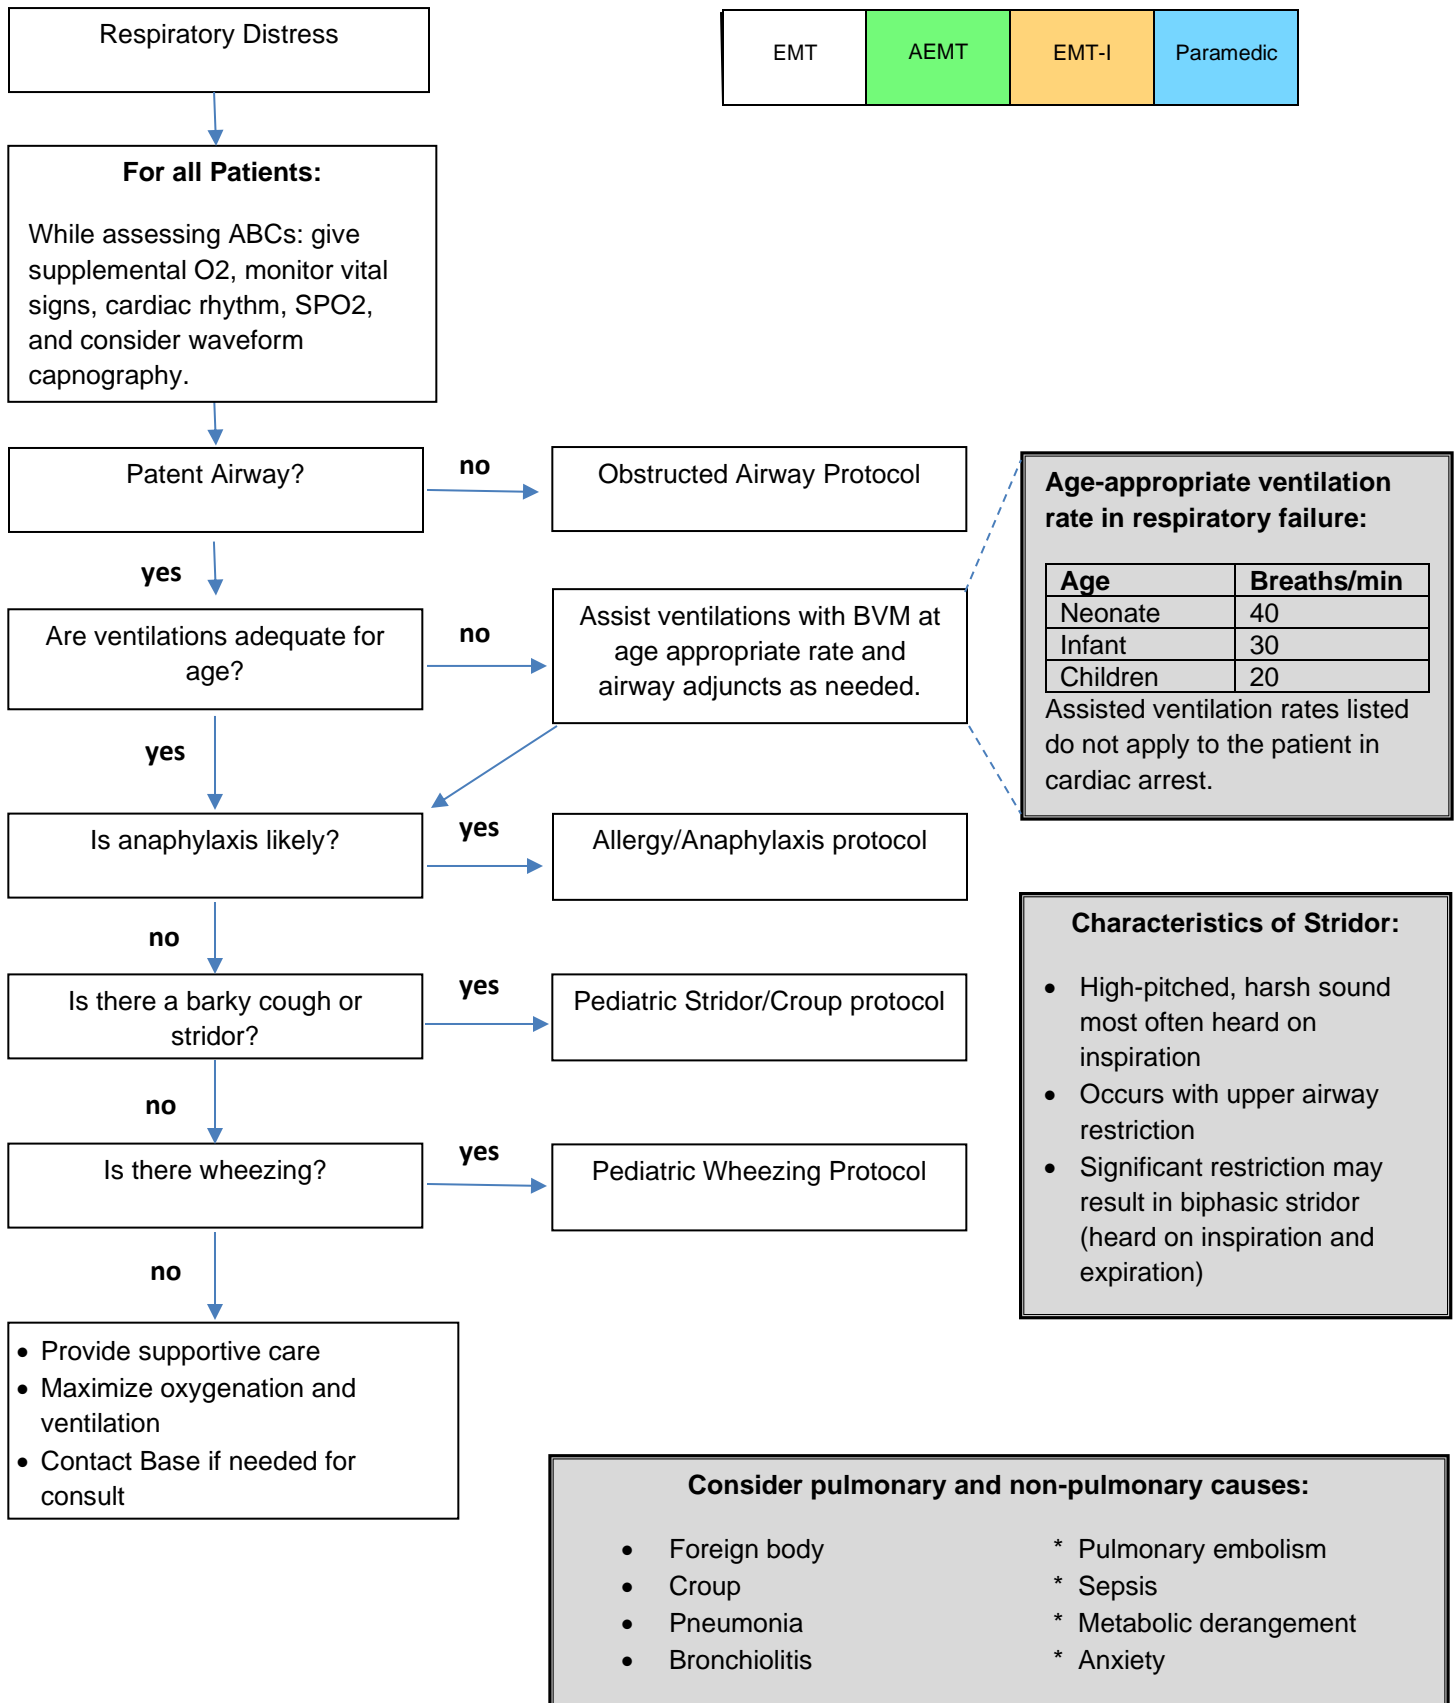 Respiratory Distress
EMT
AEMT
EMT-I
Paramedic
For all Patients:
While assessing ABCs: give
supplemental O2, monitor vital
signs, cardiac rhythm, SPO2,
and consider waveform
capnography.
Patent Airway?
no
Obstructed Airway Protocol
yes
Are ventilations adequate for
age?
no
Assist ventilations with BVM at
age appropriate rate and
airway adjuncts as needed.
Age-appropriate ventilation
rate in respiratory failure:
Age Breaths/min
Neonate 40
Infant 30
Children 20
Assisted ventilation rates listed
do not apply to the patient in
cardiac arrest.
yes
Is anaphylaxis likely?
yes
Allergy/Anaphylaxis protocol
no
Is there a barky cough or
stridor?
yes
Pediatric Stridor/Croup protocol
Characteristics of Stridor:
• High-pitched, harsh sound
most often heard on
inspiration
• Occurs with upper airway
restriction
• Significant restriction may
result in biphasic stridor
(heard on inspiration and
expiration)
no
Is there wheezing?
yes
Pediatric Wheezing Protocol
no
• Provide supportive care
• Maximize oxygenation and
ventilation
• Contact Base if needed for
consult
Consider pulmonary and non-pulmonary causes:
• Foreign body
• Croup
• Pneumonia
• Bronchiolitis
* Pulmonary embolism
* Sepsis
* Metabolic derangement
* Anxiety